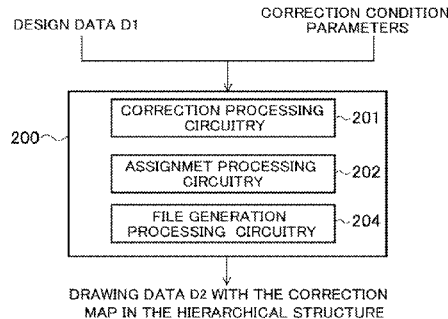 DESIGN DATA D1
CORRECTION CONDITION
PARAMETERS
200
CORRECTION PROCESSING
CIRCUITRY
201
ASSIGNMET PROCESSING
CIRCUITRY
202
FILE GENERATION
PROCESSING CIRCUITRY
204
DRAWING DATA D2 WITH THE CORRECTION
MAP IN THE HIERARCHICAL STRUCTURE